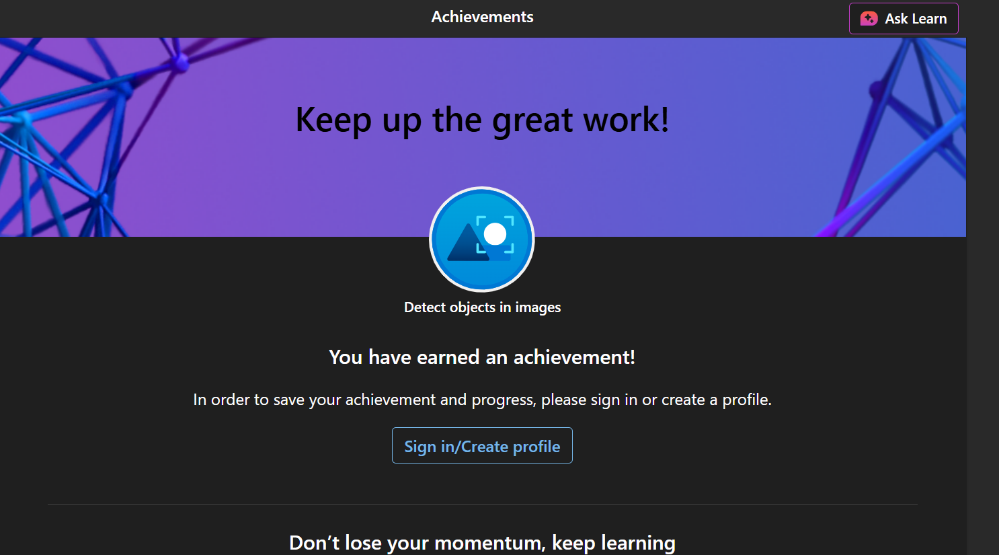 Achievements
Ask Learn
Keep up the great work!
Detect objects in images
You have earned an achievement!
In order to save your achievement and progress, please sign in or create a profile.
Sign in/Create profile
Don’t lose your momentum, keep learning